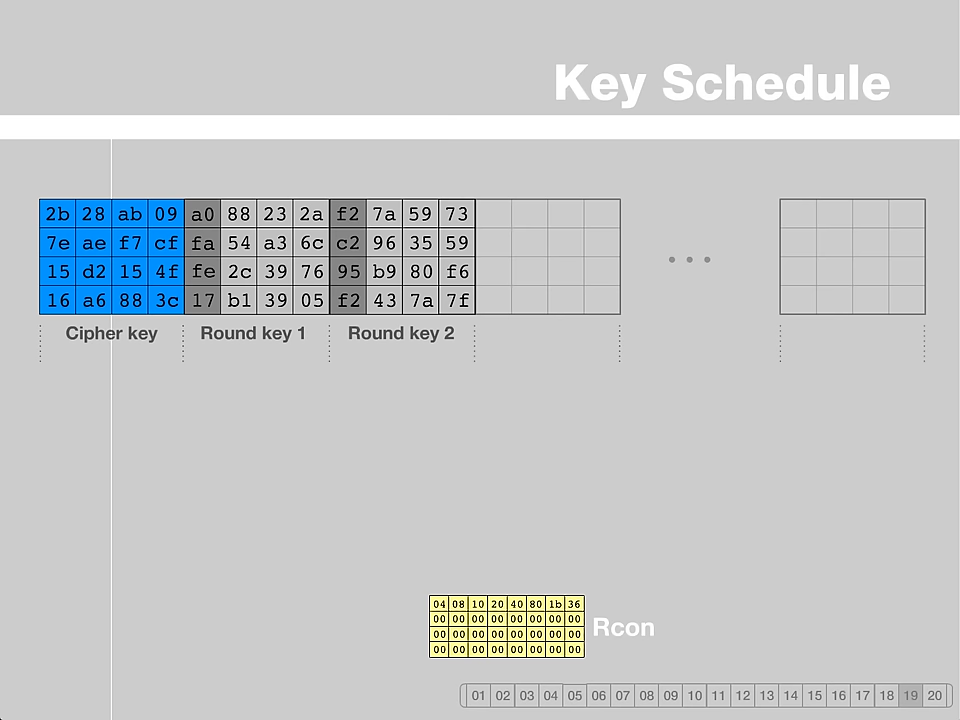 Key Schedule
2b 28 ab 09 a0 88 23 2a f2 7a 59 73
7e ae f7 cf fa 54 a3 6c c2 96 35 59
15 d2 15 4f fe 2c 39 76 95 b9 80 f6
16 a6 88 3c 17 b1 39 05 f2 43 7a 7f
...
Cipher key Round key 1 Round key 2
04 08 10 20 40 80 1b 36
00 00 00 00 00 00 00 00
00 00 00 00 00 00 00 00
00 00 00 00 00 00 00 00
Rcon
01 02 03 04 05 06 07 08 09 10 11 12 13 14 15 16 17 18 19 20